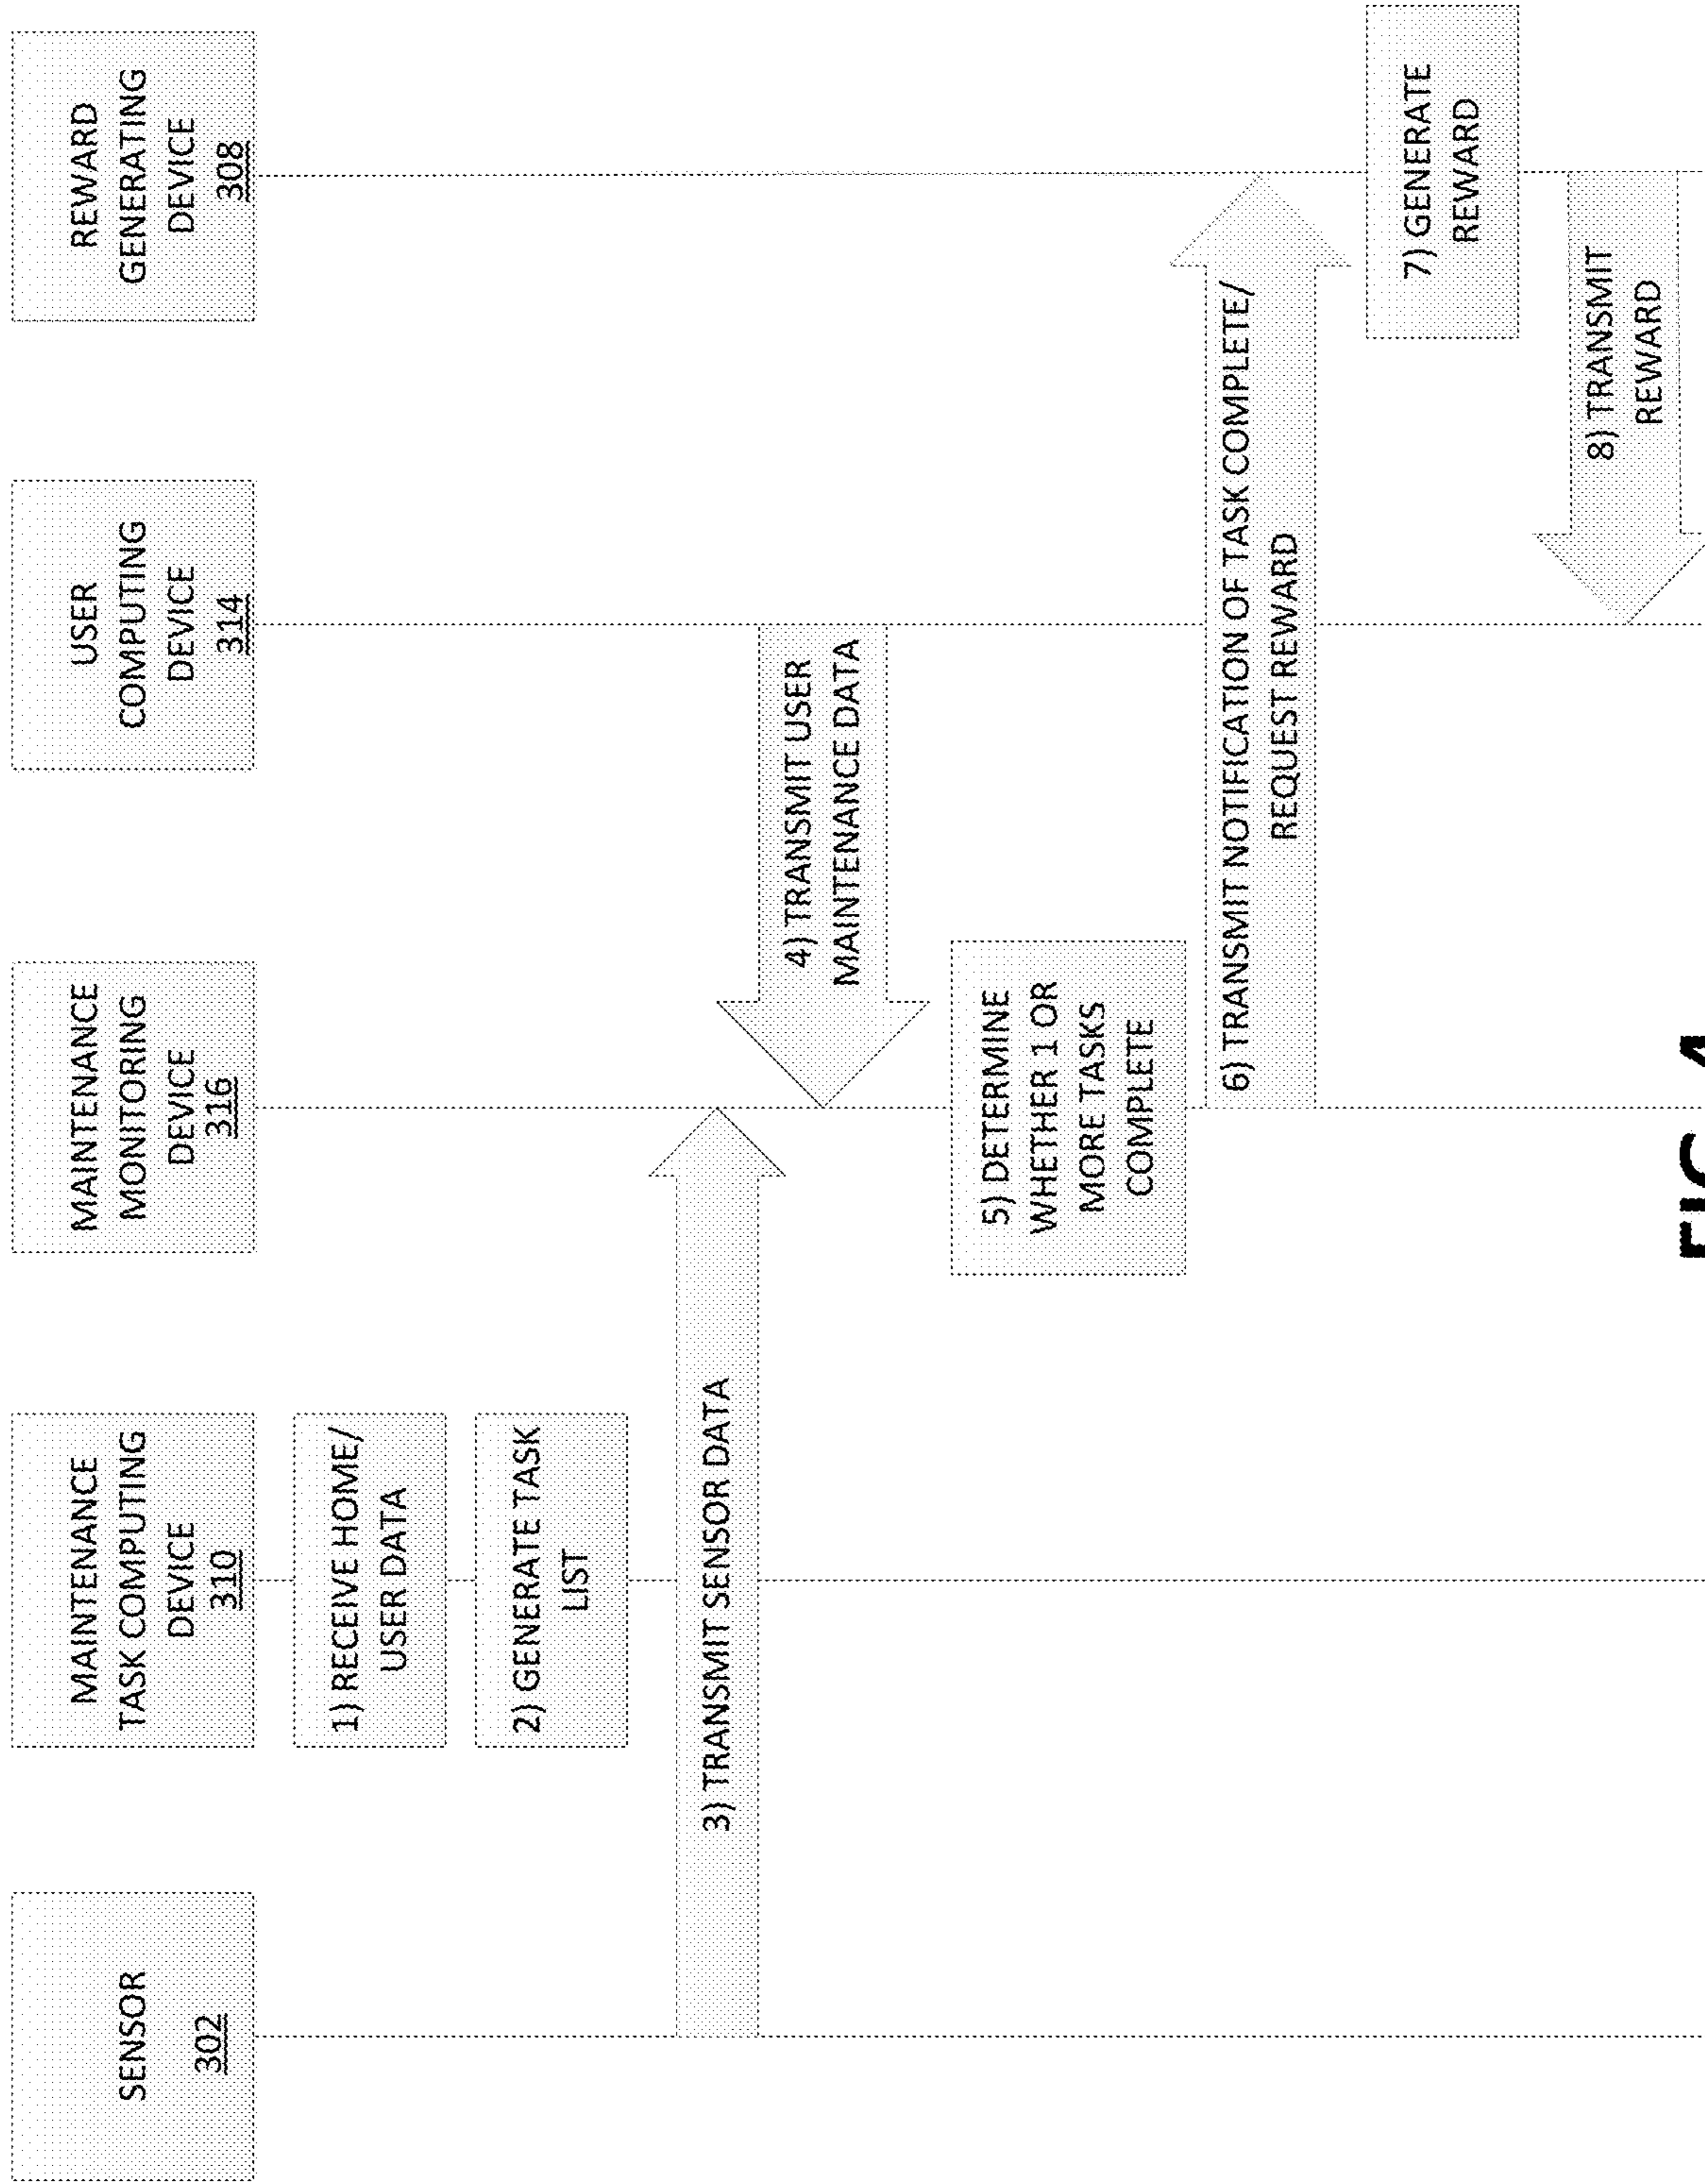 SENSOR
302
MAINTENANCE
TASK COMPUTING
DEVICE
310
MAINTENANCE
MONITORING
DEVICE
316
USER
COMPUTING
DEVICE
314
REWARD
GENERATING
DEVICE
308
1) RECEIVE HOME/
USER DATA
2) GENERATE TASK
LIST
3) TRANSMIT SENSOR DATA
4) TRANSMIT USER
MAINTENANCE DATA
5) DETERMINE
WHETHER 1 OR
MORE TASKS
COMPLETE
6) TRANSMIT NOTIFICATION OF TASK COMPLETE/
REQUEST REWARD
7) GENERATE
REWARD
8) TRANSMIT
REWARD